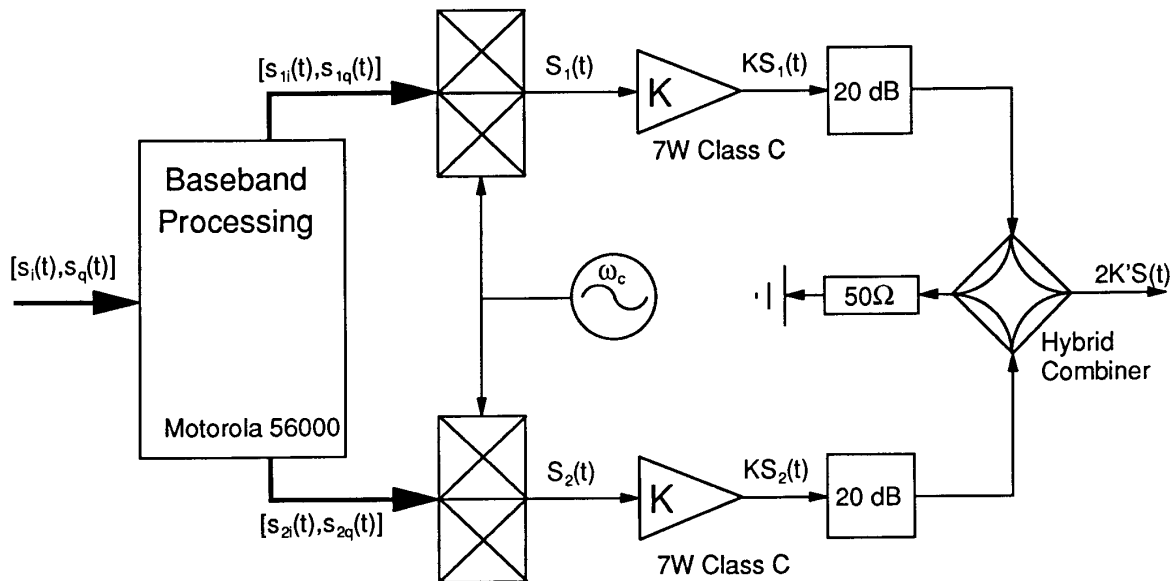 [s1i(t),s1q(t)]
S1(t)
K
KS1(t)
20 dB
7W Class C
Baseband
Processing
[si(t),sq(t)]
ωc
50Ω
2K'S(t)
Hybrid
Combiner
Motorola 56000
[s2i(t),s2q(t)]
S2(t)
K
KS2(t)
20 dB
7W Class C